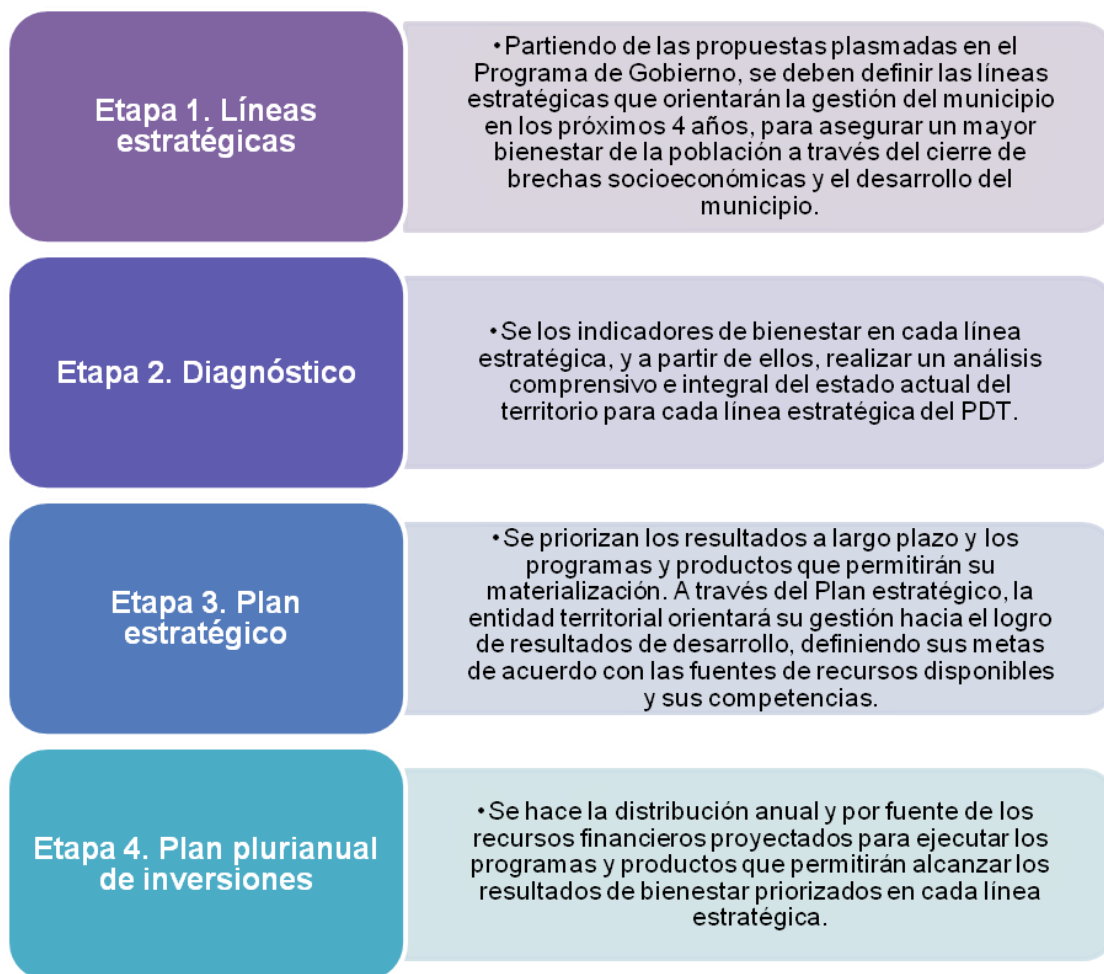 Etapa 1. Líneas
estratégicas
•Partiendo de las propuestas plasmadas en el
Programa de Gobierno, se deben definir las líneas
estratégicas que orientarán la gestión del municipio
en los próximos 4 años, para asegurar un mayor
bienestar de la población a través del cierre de
brechas socioeconómicas y el desarrollo del
municipio.
Etapa 2. Diagnóstico
•Se los indicadores de bienestar en cada línea
estratégica, y a partir de ellos, realizar un análisis
comprensivo e integral del estado actual del
territorio para cada línea estratégica del PDT.
Etapa 3. Plan
estratégico
•Se priorizan los resultados a largo plazo y los
programas y productos que permitirán su
materialización. A través del Plan estratégico, la
entidad territorial orientará su gestión hacia el logro
de resultados de desarrollo, definiendo sus metas
de acuerdo con las fuentes de recursos disponibles
y sus competencias.
Etapa 4. Plan plurianual
de inversiones
•Se hace la distribución anual y por fuente de los
recursos financieros proyectados para ejecutar los
programas y productos que permitirán alcanzar los
resultados de bienestar priorizados en cada línea
estratégica.